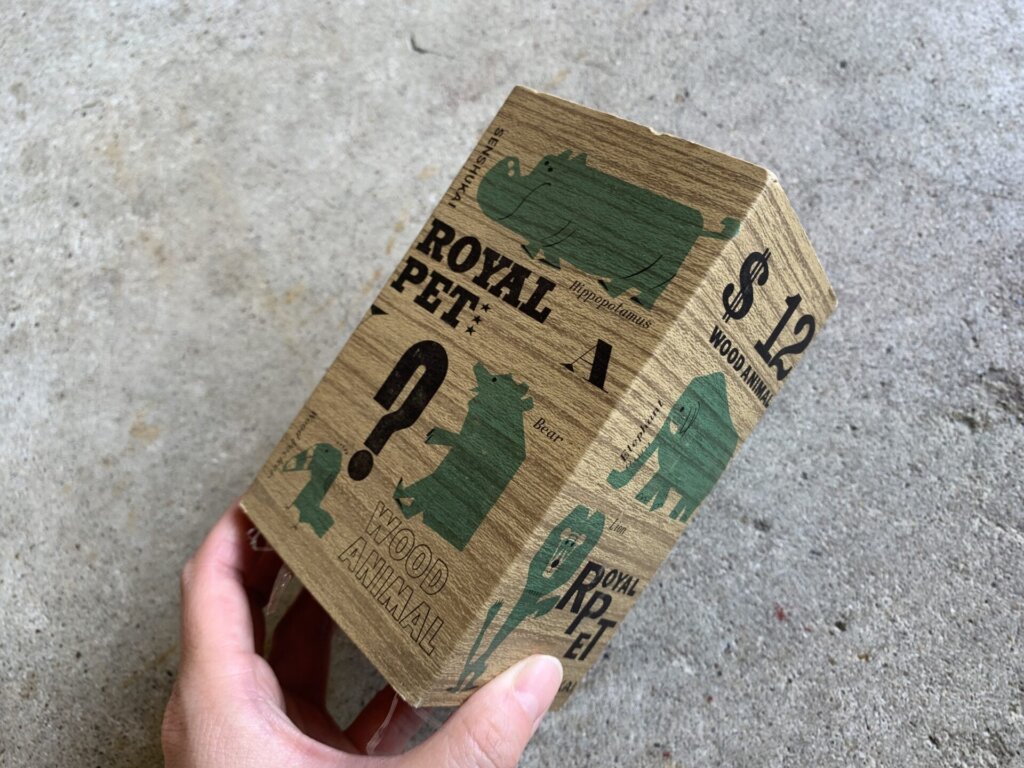 SENSHUKAI
Hippopotamus
ROYAL
PET
A
?
Bear
WOOD
ANIMAL
$ 12
WOOD ANIMAL
Elephant
Lion
ROYAL
PET